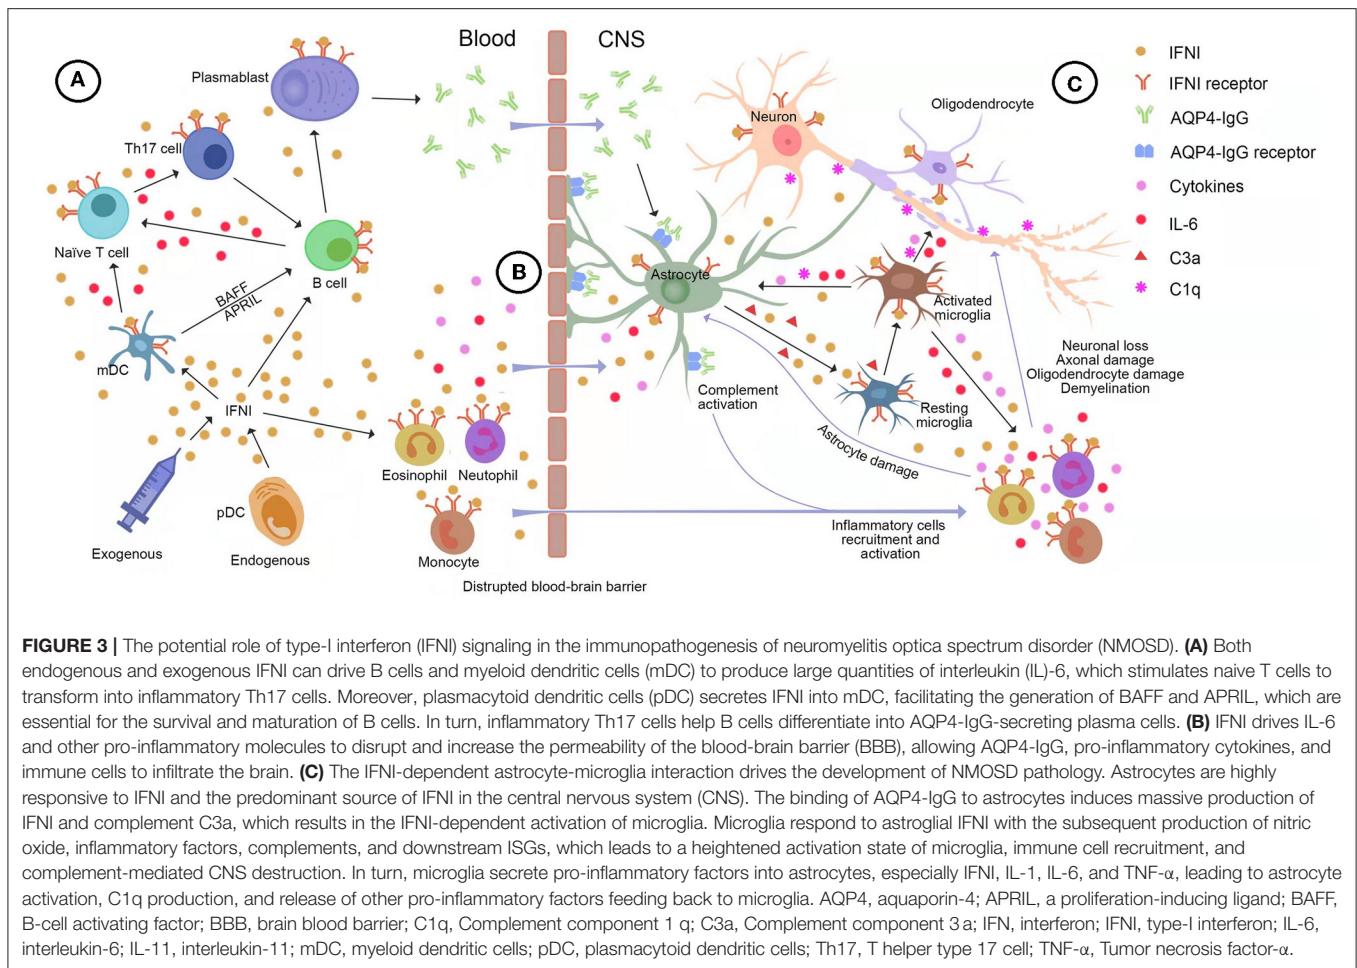 Blood
CNS
A
C
B
Plasmablast
Th17 cell
Naïve T cell
B cell
BAFF
APRIL
mDC
IFNI
pDC
Exogenous
Endogenous
Eosinophil
Neutophil
Monocyte
Distrupted blood-brain barrier
Neuron
Oligodendrocyte
Astrocyte
Activated
microglia
Resting
microglia
Complement
activation
Astrocyte damage
Neuronal loss
Axonal damage
Oligodendrocyte damage
Demyelination
Inflammatory cells
recruitment and
activation
IFNI
IFNI receptor
AQP4-IgG
AQP4-IgG receptor
Cytokines
IL-6
C3a
C1q
FIGURE 3 | The potential role of type-I interferon (IFNI) signaling in the immunopathogenesis of neuromyelitis optica spectrum disorder (NMOSD). (A) Both
endogenous and exogenous IFNI can drive B cells and myeloid dendritic cells (mDC) to produce large quantities of interleukin (IL)-6, which stimulates naive T cells to
transform into inflammatory Th17 cells. Moreover, plasmacytoid dendritic cells (pDC) secretes IFNI into mDC, facilitating the generation of BAFF and APRIL, which are
essential for the survival and maturation of B cells. In turn, inflammatory Th17 cells help B cells differentiate into AQP4-IgG-secreting plasma cells. (B) IFNI drives IL-6
and other pro-inflammatory molecules to disrupt and increase the permeability of the blood-brain barrier (BBB), allowing AQP4-IgG, pro-inflammatory cytokines, and
immune cells to infiltrate the brain. (C) The IFNI-dependent astrocyte-microglia interaction drives the development of NMOSD pathology. Astrocytes are highly
responsive to IFNI and the predominant source of IFNI in the central nervous system (CNS). The binding of AQP4-IgG to astrocytes induces massive production of
IFNI and complement C3a, which results in the IFNI-dependent activation of microglia. Microglia respond to astroglial IFNI with the subsequent production of nitric
oxide, inflammatory factors, complements, and downstream ISGs, which leads to a heightened activation state of microglia, immune cell recruitment, and
complement-mediated CNS destruction. In turn, microglia secrete pro-inflammatory factors into astrocytes, especially IFNI, IL-1, IL-6, and TNF-α, leading to astrocyte
activation, C1q production, and release of other pro-inflammatory factors feeding back to microglia. AQP4, aquaporin-4; APRIL, a proliferation-inducing ligand; BAFF,
B-cell activating factor; BBB, brain blood barrier; C1q, Complement component 1 q; C3a, Complement component 3 a; IFN, interferon; IFNI, type-I interferon; IL-6,
interleukin-6; IL-11, interleukin-11; mDC, myeloid dendritic cells; pDC, plasmacytoid dendritic cells; Th17, T helper type 17 cell; TNF-α, Tumor necrosis factor-α.